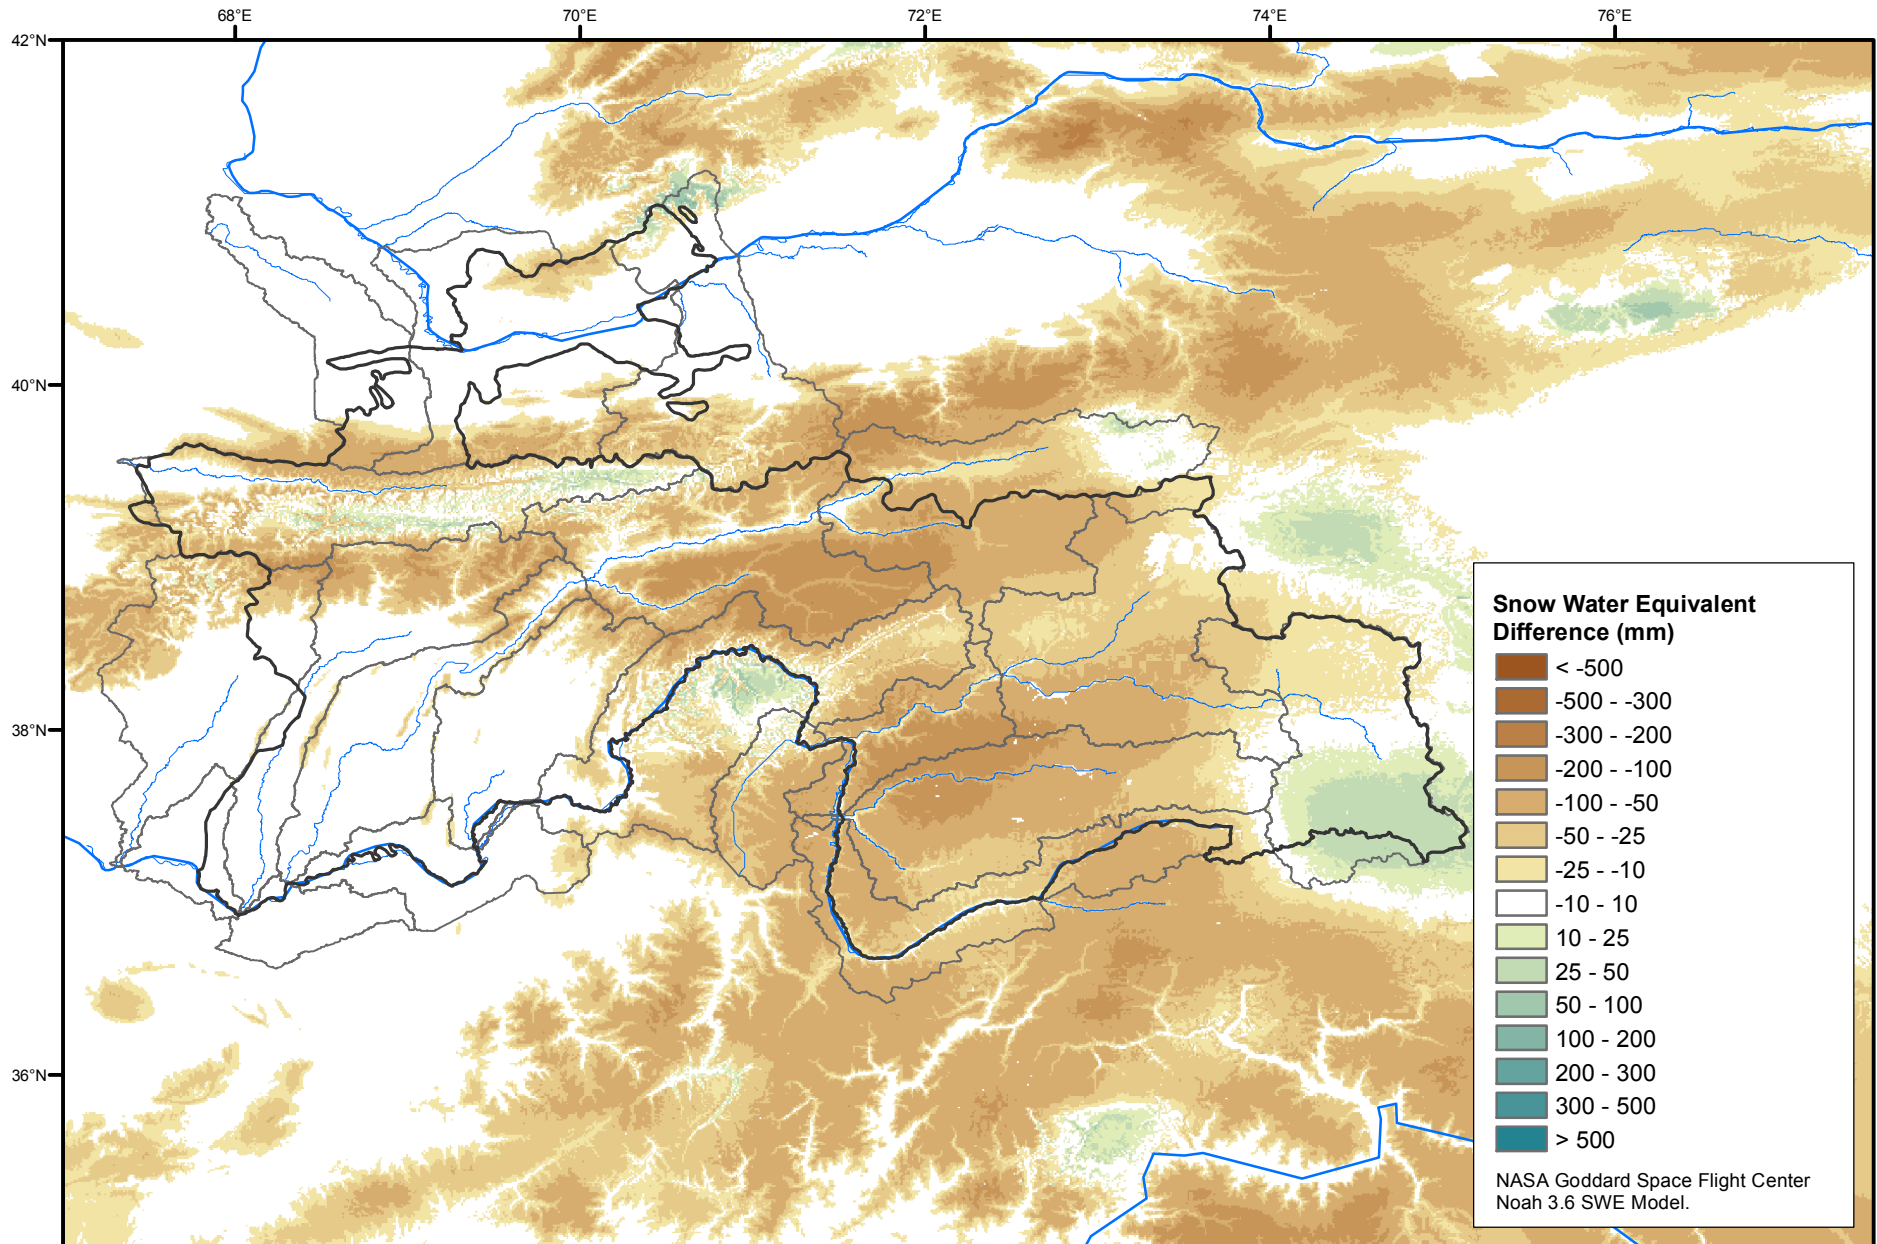 68°E
70°E
72°E
74°E
76°E
42°N
40°N
38°N
36°N
Snow Water Equivalent
Difference (mm)
< -500
-500 - -300
-300 - -200
-200 - -100
-100 - -50
-50 - -25
-25 - -10
-10 - 10
10 - 25
25 - 50
50 - 100
100 - 200
200 - 300
300 - 500
> 500
NASA Goddard Space Flight Center
Noah 3.6 SWE Model.